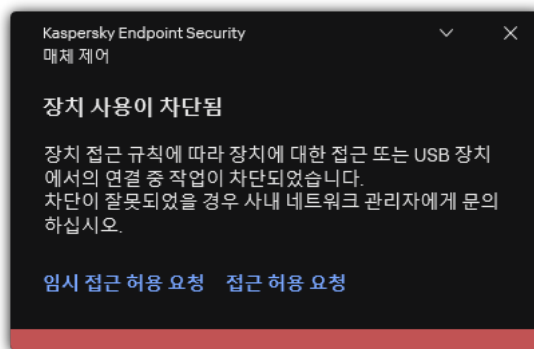 Kaspersky Endpoint Security
매체 제어
장치 사용이 차단됨
장치 접근 규칙에 따라 장치에 대한 접근 또는 USB 장치
에서의 연결 중 작업이 차단되었습니다.
차단이 잘못되었을 경우 사내 네트워크 관리자에게 문의
하십시오.
임시 접근 허용 요청 접근 허용 요청